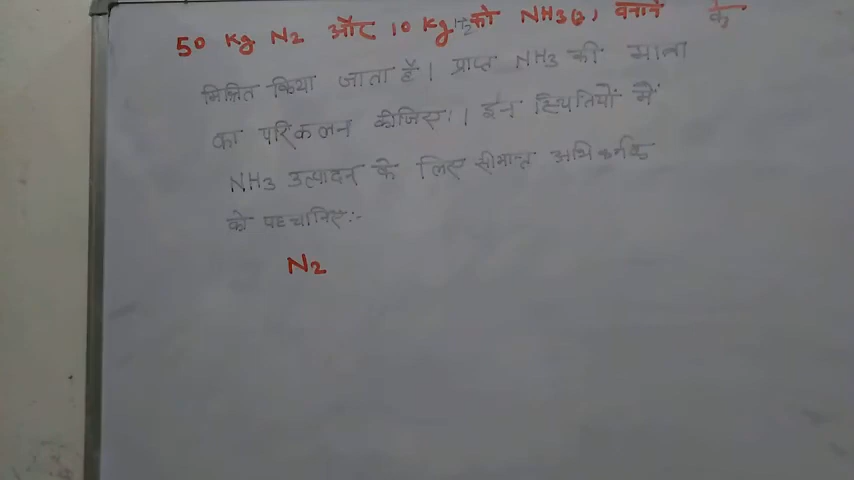 50 Kg N2 और 10 Kg H2 को NH3(g) बनाने के
मिश्रित किया जाता है। प्राप्त NH3 की मात्रा
का परिकलन कीजिए।। इन स्थितियों में
NH3 उत्पादन के लिए सीमान्त अभिकर्मक
को पहचानिए:-
N2